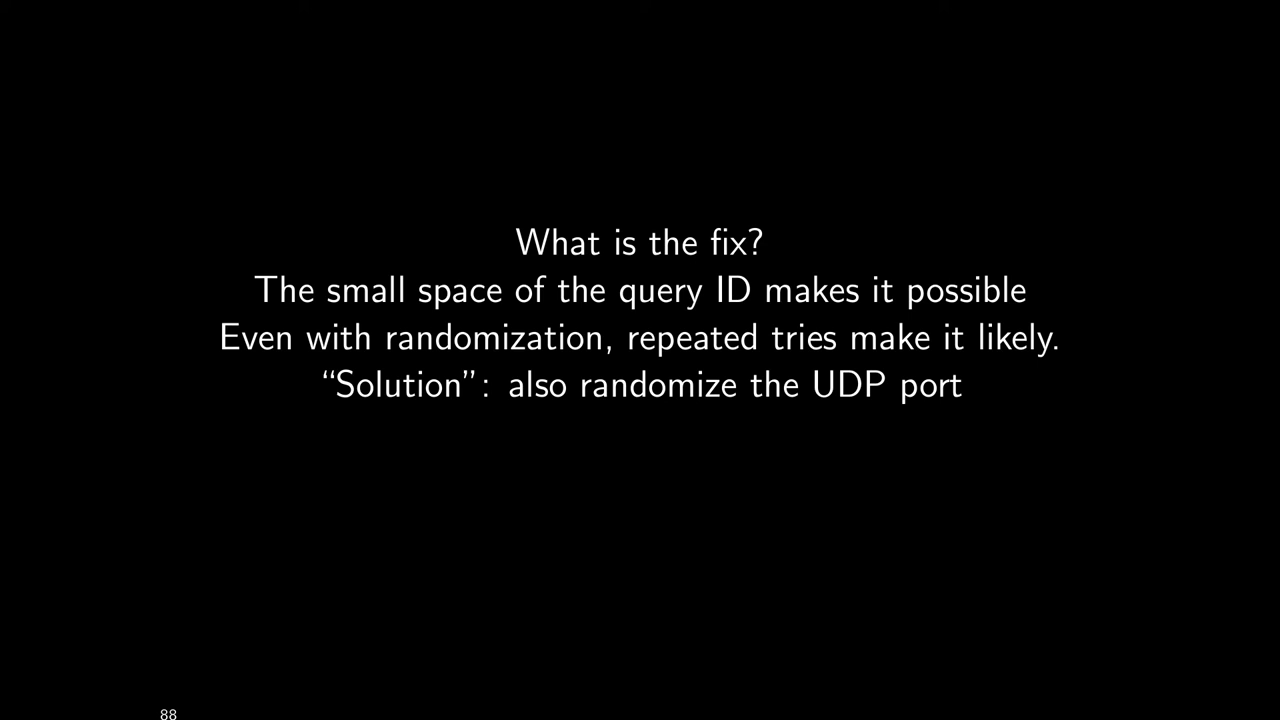 What is the fix?
The small space of the query ID makes it possible
Even with randomization, repeated tries make it likely.
“Solution”: also randomize the UDP port
88